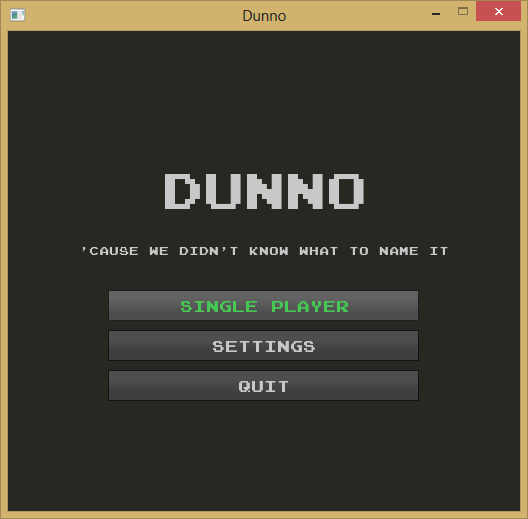 Dunno
DUNNO
'CAUSE WE DIDN'T KNOW WHAT TO NAME IT
SINGLE PLAYER
SETTINGS
QUIT